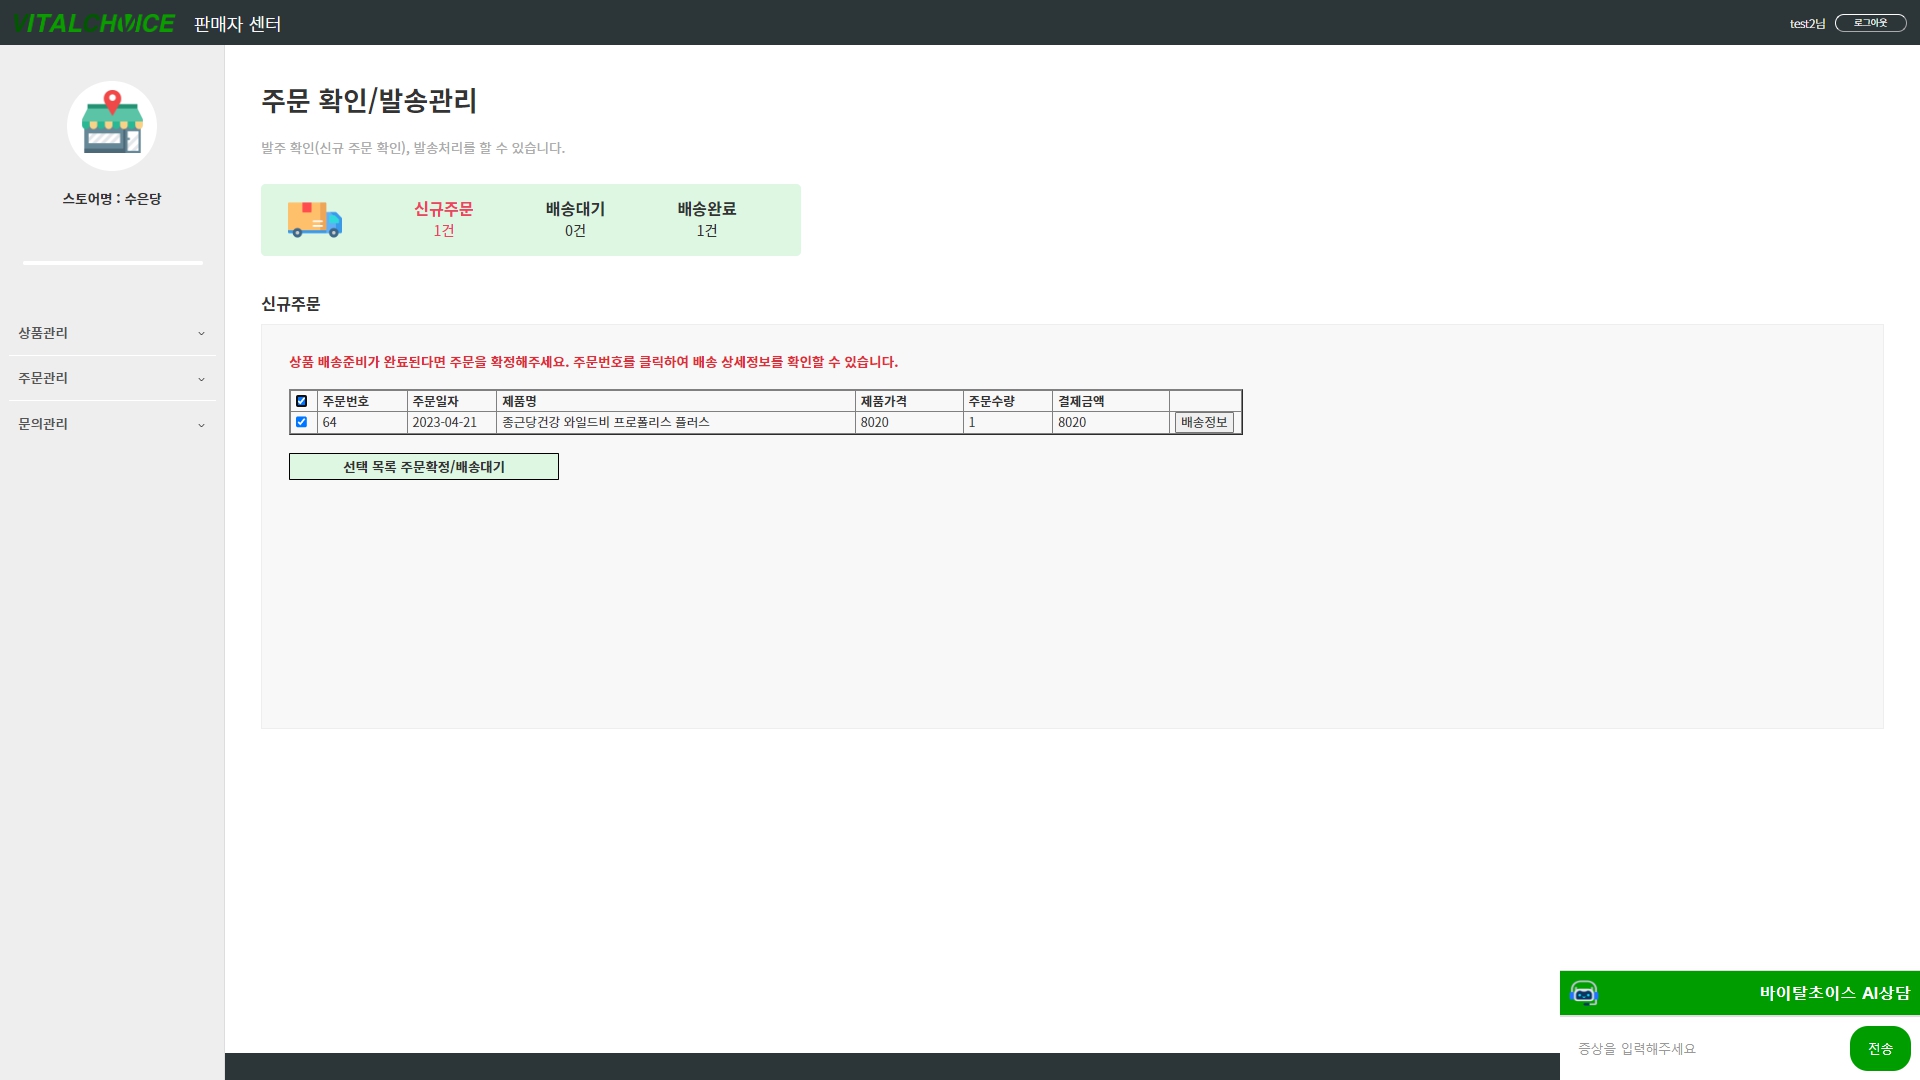 VITALCHOICE 판매자 센터
test2님 로그아웃
스토어명 : 수은당
상품관리
주문관리
문의관리
주문 확인/발송관리
발주 확인(신규 주문 확인), 발송처리를 할 수 있습니다.
신규주문 배송대기 배송완료
1건 0건 1건
신규주문
상품 배송준비가 완료된다면 주문을 확정해주세요. 주문번호를 클릭하여 배송 상세정보를 확인할 수 있습니다.
주문번호 주문일자 제품명 제품가격 주문수량 결제금액
64 2023-04-21 종근당건강 와일드비 프로폴리스 플러스 8020 1 8020 배송정보
선택 목록 주문확정/배송대기
바이탈초이스 AI상담
증상을 입력해주세요 전송